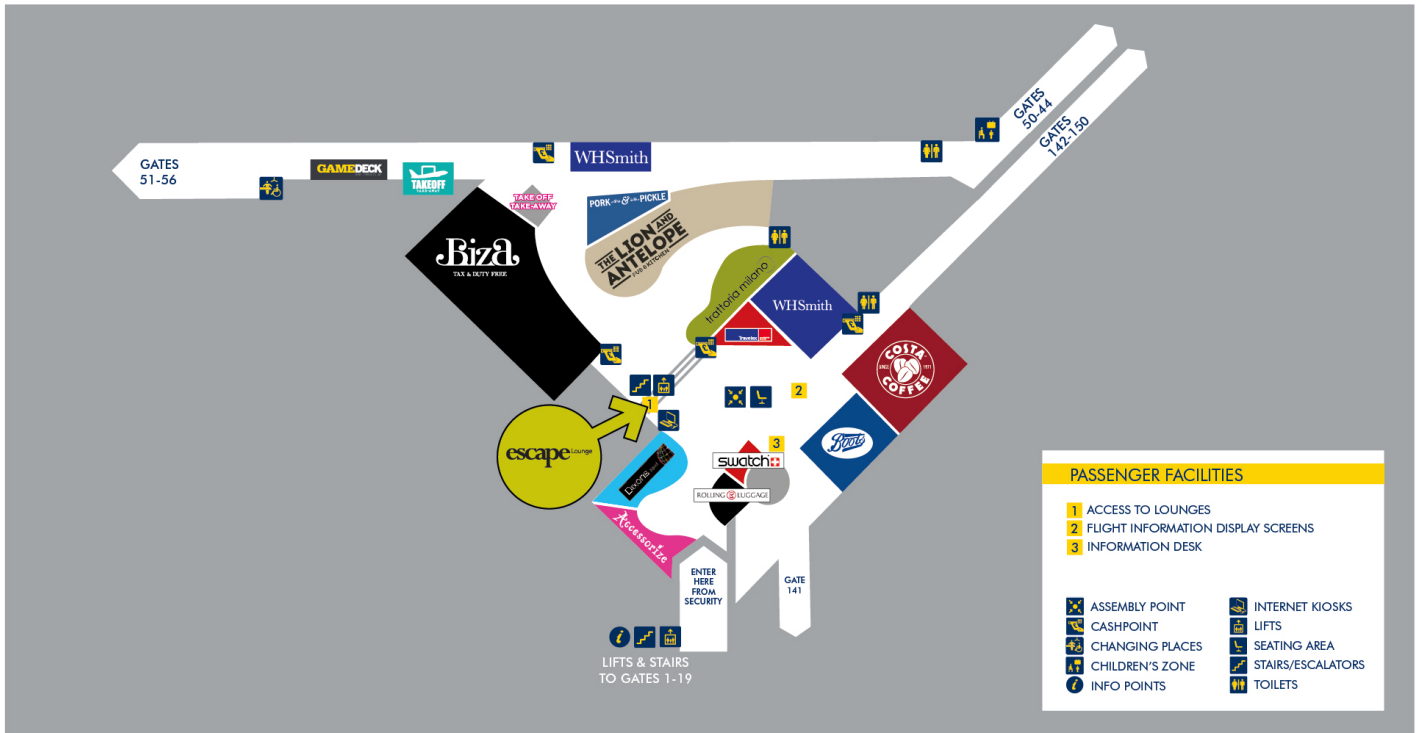 GATES
50-44
GATES
142-150
GATES
51-56
GAMEDECK
TAKEOFF
TAKE-AWAY
WHSmith
TAKE OFF
TAKE-AWAY
PORK & PICKLE
THE LION AND
ANTELOPE
PUB & KITCHEN
Biza
TAX & DUTY FREE
trattoria milano
WHSmith
Travelex
COSTA
COFFEE
SINCE 1971
1
2
escape Lounge
Boots
3
swatch
ROLLING LUGGAGE
Dixons
Accessorize
ENTER
HERE
FROM
SECURITY
GATE
141
i
LIFTS & STAIRS
TO GATES 1-19
PASSENGER FACILITIES
1 ACCESS TO LOUNGES
2 FLIGHT INFORMATION DISPLAY SCREENS
3 INFORMATION DESK
ASSEMBLY POINT
CASHPOINT
CHANGING PLACES
CHILDREN'S ZONE
i INFO POINTS
INTERNET KIOSKS
LIFTS
SEATING AREA
STAIRS/ESCALATORS
TOILETS